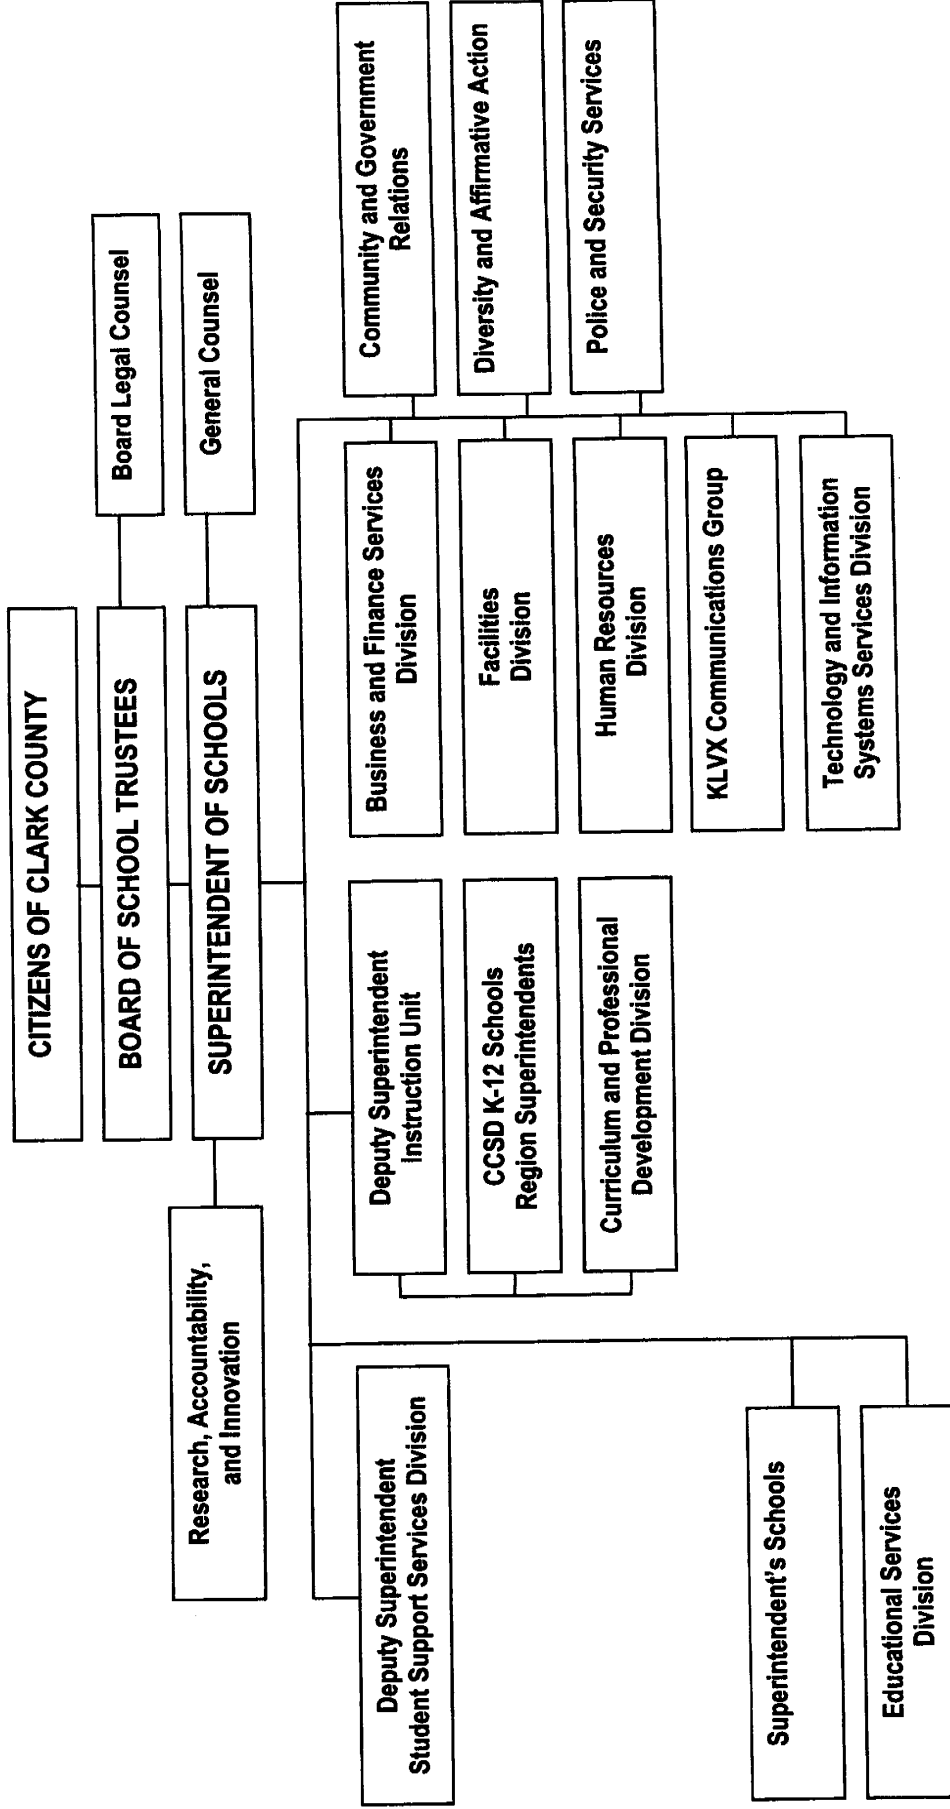 CITIZENS OF CLARK COUNTY
BOARD OF SCHOOL TRUSTEES
Board Legal Counsel
SUPERINTENDENT OF SCHOOLS
General Counsel
Research, Accountability,
and Innovation
Deputy Superintendent
Student Support Services Division
Superintendent's Schools
Educational Services
Division
Deputy Superintendent
Instruction Unit
CCSD K-12 Schools
Region Superintendents
Curriculum and Professional
Development Division
Business and Finance Services
Division
Facilities
Division
Human Resources
Division
KLVX Communications Group
Technology and Information
Systems Services Division
Community and Government
Relations
Diversity and Affirmative Action
Police and Security Services